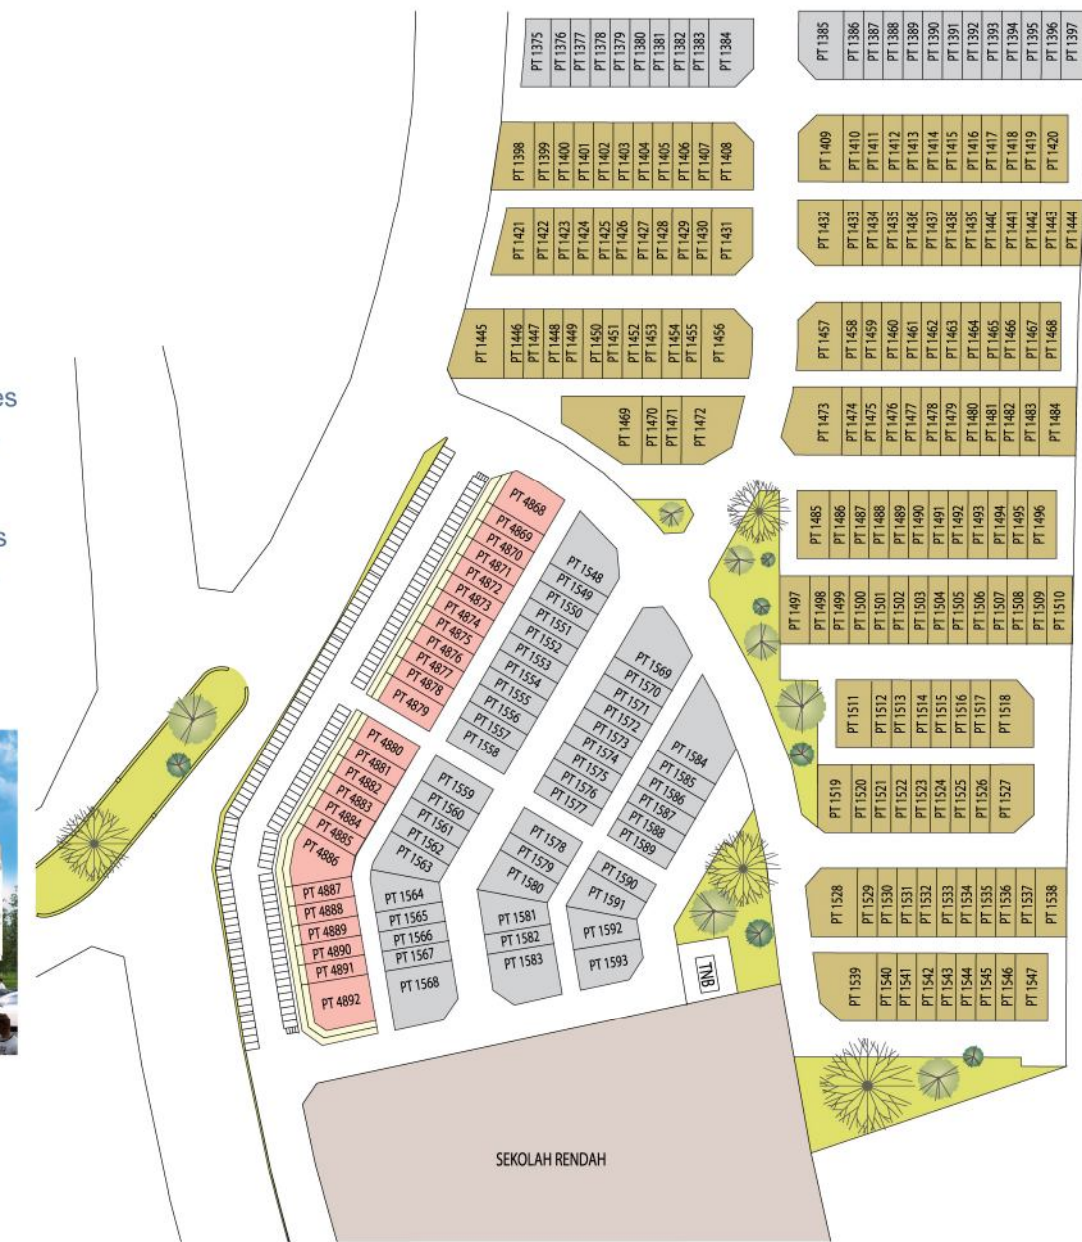 PT 1375
PT 1376
PT 1377
PT 1378
PT 1379
PT 1380
PT 1381
PT 1382
PT 1383
PT 1384
PT 1385
PT 1386
PT 1387
PT 1388
PT 1389
PT 1390
PT 1391
PT 1392
PT 1393
PT 1394
PT 1395
PT 1396
PT 1397
PT 1398
PT 1399
PT 1400
PT 1401
PT 1402
PT 1403
PT 1404
PT 1405
PT 1406
PT 1407
PT 1408
PT 1409
PT 1410
PT 1411
PT 1412
PT 1413
PT 1414
PT 1415
PT 1416
PT 1417
PT 1418
PT 1419
PT 1420
PT 1421
PT 1422
PT 1423
PT 1424
PT 1425
PT 1426
PT 1427
PT 1428
PT 1429
PT 1430
PT 1431
PT 1432
PT 1433
PT 1434
PT 1435
PT 1436
PT 1437
PT 1438
PT 1435
PT 1440
PT 1441
PT 1442
PT 1443
PT 1444
PT 1445
PT 1446
PT 1447
PT 1448
PT 1449
PT 1450
PT 1451
PT 1452
PT 1453
PT 1454
PT 1455
PT 1456
PT 1457
PT 1458
PT 1459
PT 1460
PT 1461
PT 1462
PT 1463
PT 1464
PT 1465
PT 1466
PT 1467
PT 1468
es
PT 1469
PT 1470
PT 1471
PT 1472
PT 1473
PT 1474
PT 1475
PT 1476
PT 1477
PT 1478
PT 1479
PT 1480
PT 1481
PT 1482
PT 1483
PT 1484
s
PT 1485
PT 1486
PT 1487
PT 1488
PT 1489
PT 1490
PT 1491
PT 1492
PT 1493
PT 1494
PT 1495
PT 1496
PT 1497
PT 1498
PT 1499
PT 1500
PT 1501
PT 1502
PT 1503
PT 1504
PT 1505
PT 1506
PT 1507
PT 1508
PT 1509
PT 1510
PT 1511
PT 1512
PT 1513
PT 1514
PT 1515
PT 1516
PT 1517
PT 1518
PT 1519
PT 1520
PT 1521
PT 1522
PT 1523
PT 1524
PT 1525
PT 1526
PT 1527
PT 1528
PT 1529
PT 1530
PT 1531
PT 1532
PT 1533
PT 1534
PT 1535
PT 1536
PT 1537
PT 1538
PT 1539
PT 1540
PT 1541
PT 1542
PT 1543
PT 1544
PT 1545
PT 1546
PT 1547
PT 4868
PT 4869
PT 4870
PT 4871
PT 4872
PT 4873
PT 4874
PT 4875
PT 4876
PT 4877
PT 4878
PT 4879
PT 4880
PT 4881
PT 4882
PT 4883
PT 4884
PT 4885
PT 4886
PT 4887
PT 4888
PT 4889
PT 4890
PT 4891
PT 4892
PT 1548
PT 1549
PT 1550
PT 1551
PT 1552
PT 1553
PT 1554
PT 1555
PT 1556
PT 1557
PT 1558
PT 1559
PT 1560
PT 1561
PT 1562
PT 1563
PT 1564
PT 1565
PT 1566
PT 1567
PT 1568
PT 1569
PT 1570
PT 1571
PT 1572
PT 1573
PT 1574
PT 1575
PT 1576
PT 1577
PT 1578
PT 1579
PT 1580
PT 1581
PT 1582
PT 1583
PT 1584
PT 1585
PT 1586
PT 1587
PT 1588
PT 1589
PT 1590
PT 1591
PT 1592
PT 1593
TNB
SEKOLAH RENDAH